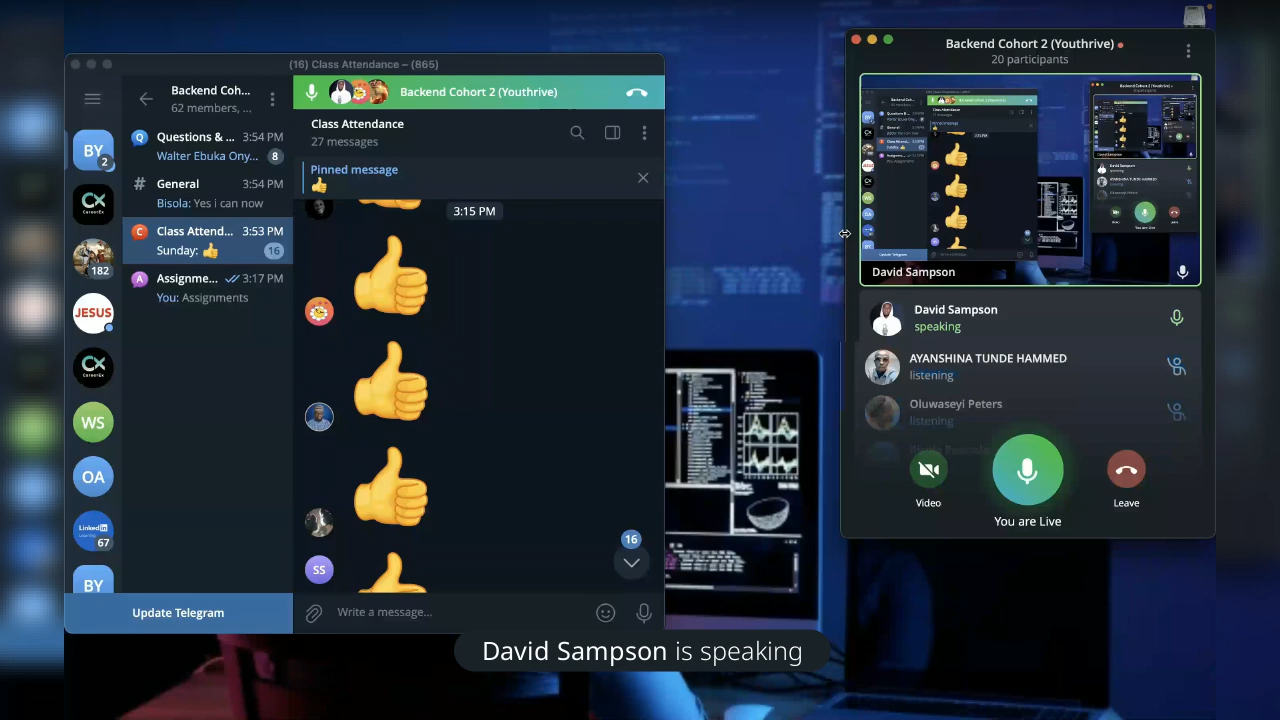 (16) Class Attendance – (865)
Backend Coh...
62 members, ...
BY
2
CX
CareerEx
182
JESUS
CX
WS
OA
LinkedIn
Learning
67
BY
Questions & ...
3:54 PM
Walter Ebuka Ony...
8
General
3:54 PM
Bisola: Yes i can now
C
Class Attend...
3:53 PM
Sunday: 👍
16
A
Assignme...
3:17 PM
You: Assignments
Update Telegram
Backend Cohort 2 (Youthrive)
Class Attendance
27 messages
Pinned message
👍
3:15 PM
SS
16
Write a message...
Backend Cohort 2 (Youthrive)
20 participants
David Sampson
David Sampson
speaking
AYANSHINA TUNDE HAMMED
listening
Oluwaseyi Peters
listening
Video
You are Live
Leave
David Sampson is speaking